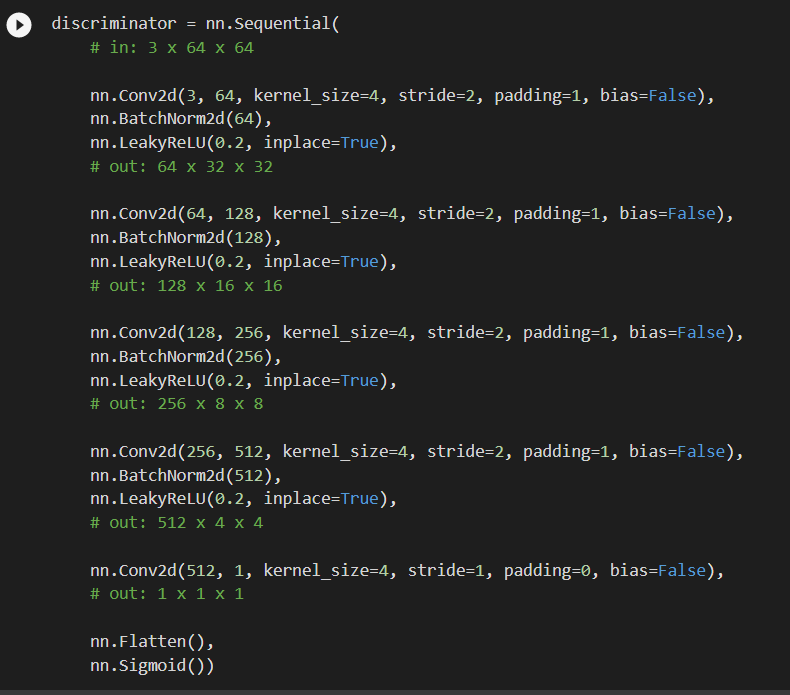 discriminator = nn.Sequential(
    # in: 3 x 64 x 64

    nn.Conv2d(3, 64, kernel_size=4, stride=2, padding=1, bias=False),
    nn.BatchNorm2d(64),
    nn.LeakyReLU(0.2, inplace=True),
    # out: 64 x 32 x 32

    nn.Conv2d(64, 128, kernel_size=4, stride=2, padding=1, bias=False),
    nn.BatchNorm2d(128),
    nn.LeakyReLU(0.2, inplace=True),
    # out: 128 x 16 x 16

    nn.Conv2d(128, 256, kernel_size=4, stride=2, padding=1, bias=False),
    nn.BatchNorm2d(256),
    nn.LeakyReLU(0.2, inplace=True),
    # out: 256 x 8 x 8

    nn.Conv2d(256, 512, kernel_size=4, stride=2, padding=1, bias=False),
    nn.BatchNorm2d(512),
    nn.LeakyReLU(0.2, inplace=True),
    # out: 512 x 4 x 4

    nn.Conv2d(512, 1, kernel_size=4, stride=1, padding=0, bias=False),
    # out: 1 x 1 x 1

    nn.Flatten(),
    nn.Sigmoid())